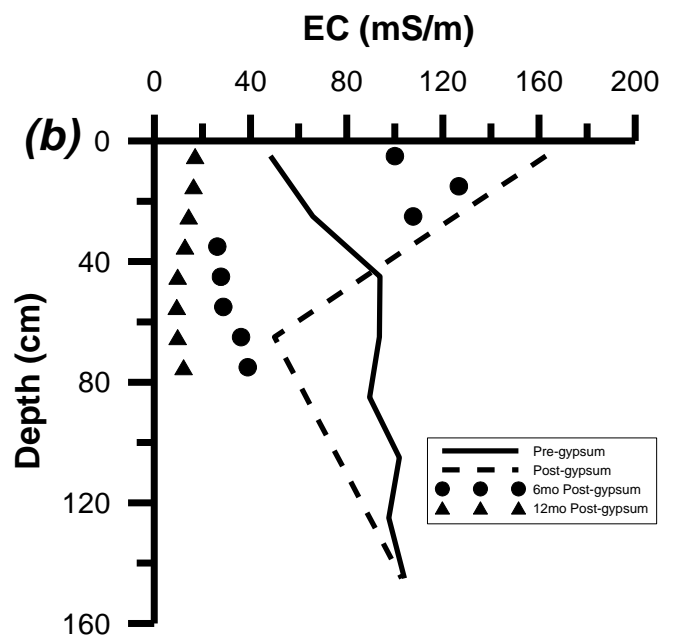 EC (mS/m)
0 40 80 120 160 200
(b)
0
40
80
120
160
Depth (cm)
Pre-gypsum
Post-gypsum
6mo Post-gypsum
12mo Post-gypsum